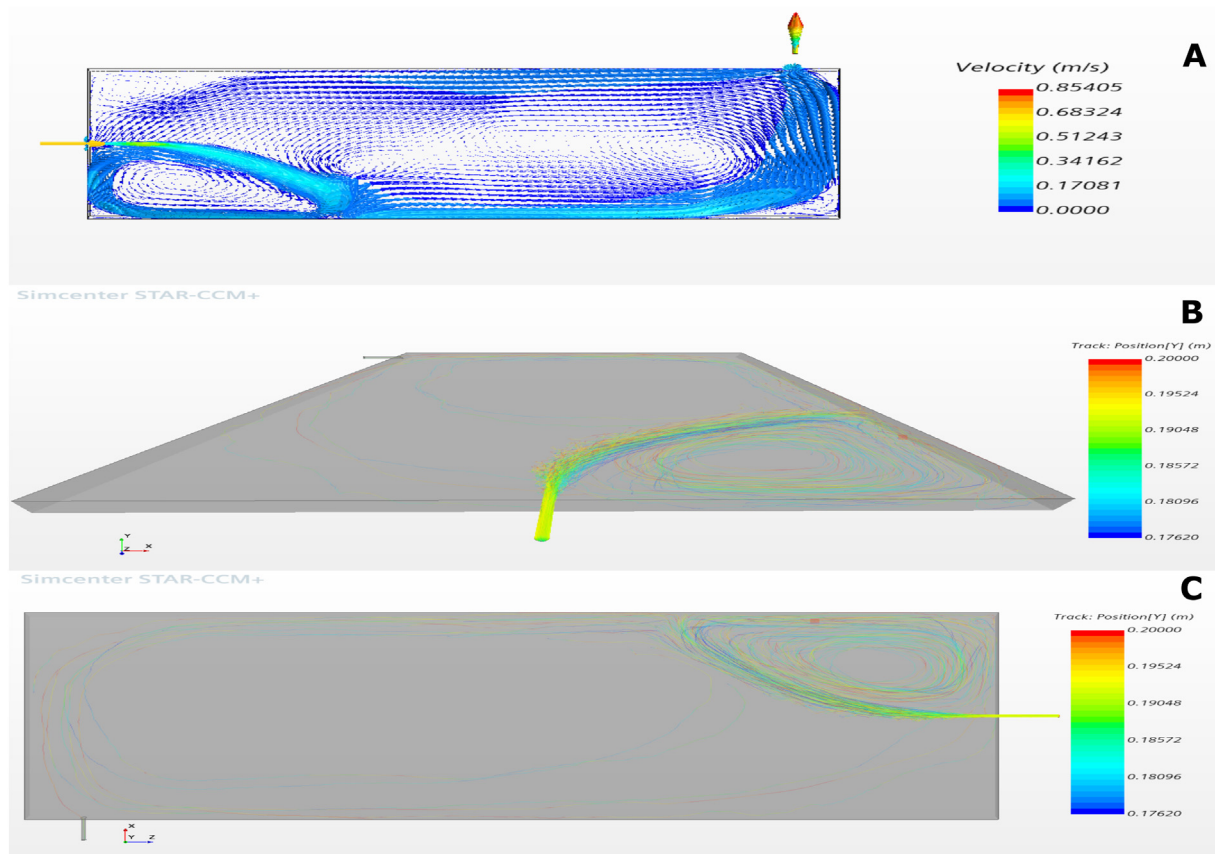 A
Velocity (m/s)
0.85405
0.68324
0.51243
0.34162
0.17081
0.0000
Simcenter STAR-CCM+
B
Track: Position[Y] (m)
0.20000
0.19524
0.19048
0.18572
0.18096
0.17620
Y
Z X
Simcenter STAR-CCM+
C
Track: Position[Y] (m)
0.20000
0.19524
0.19048
0.18572
0.18096
0.17620
X
Y Z